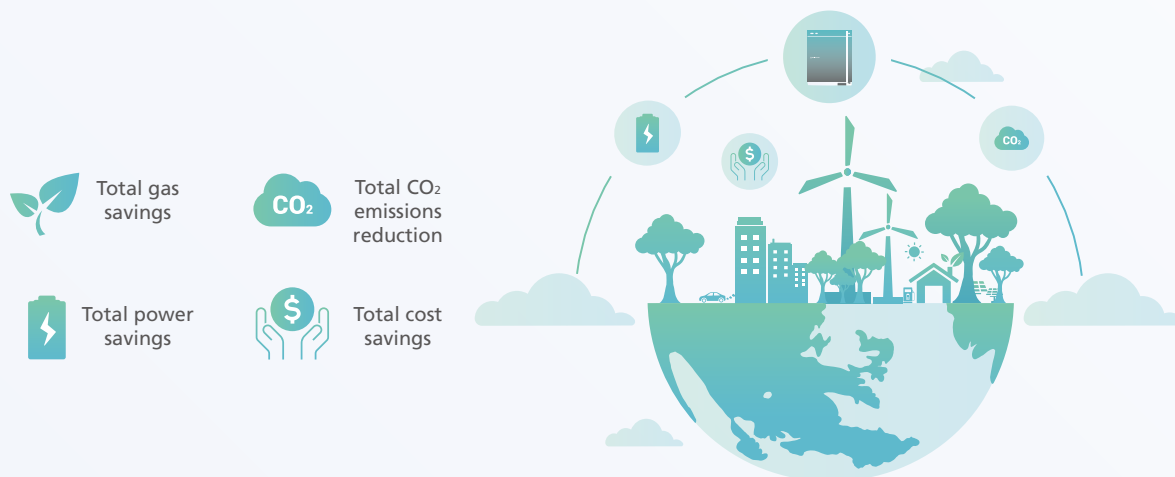 Total gas
savings
CO₂
Total CO₂
emissions
reduction
Total power
savings
$
Total cost
savings
$
CO₂